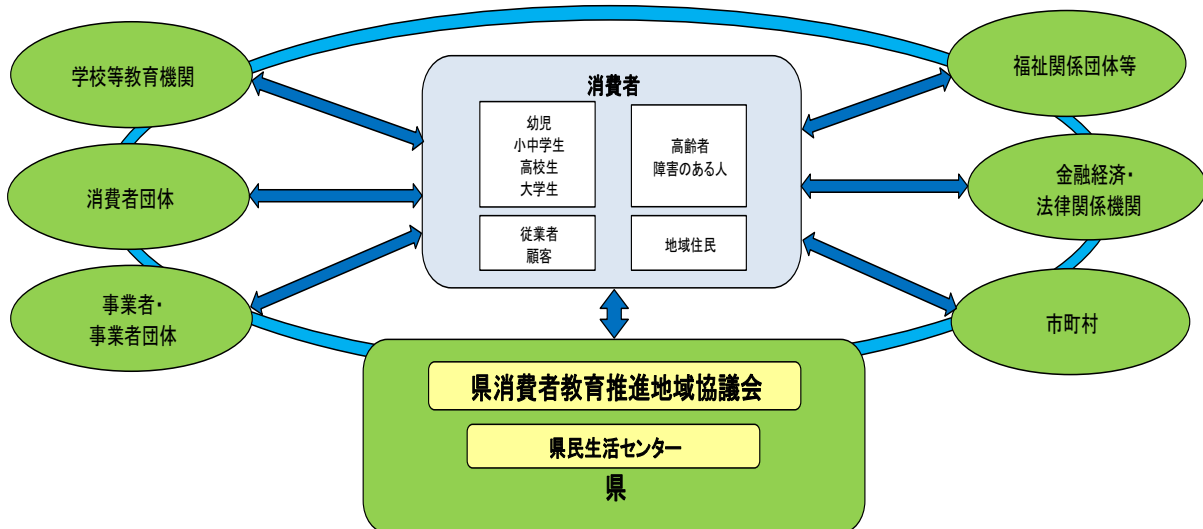 学校等教育機関
消費者団体
事業者・
事業者団体
消費者
幼児
小中学生
高校生
大学生
高齢者
障害のある人
従業者
顧客
地域住民
福祉関係団体等
金融経済・
法律関係機関
市町村
県消費者教育推進地域協議会
県民生活センター
県